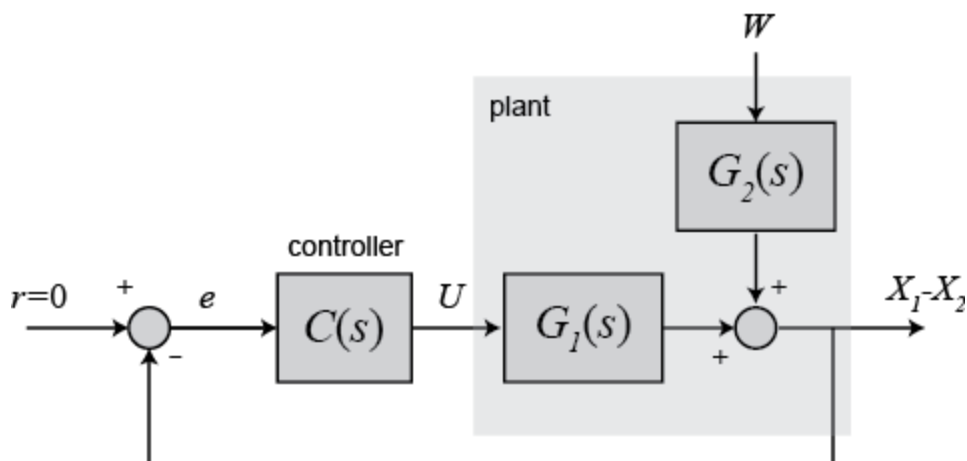 W
plant
G₂(s)
controller
+
r=0
+
e
C(s)
U
G₁(s)
+
X₁-X₂
-
+